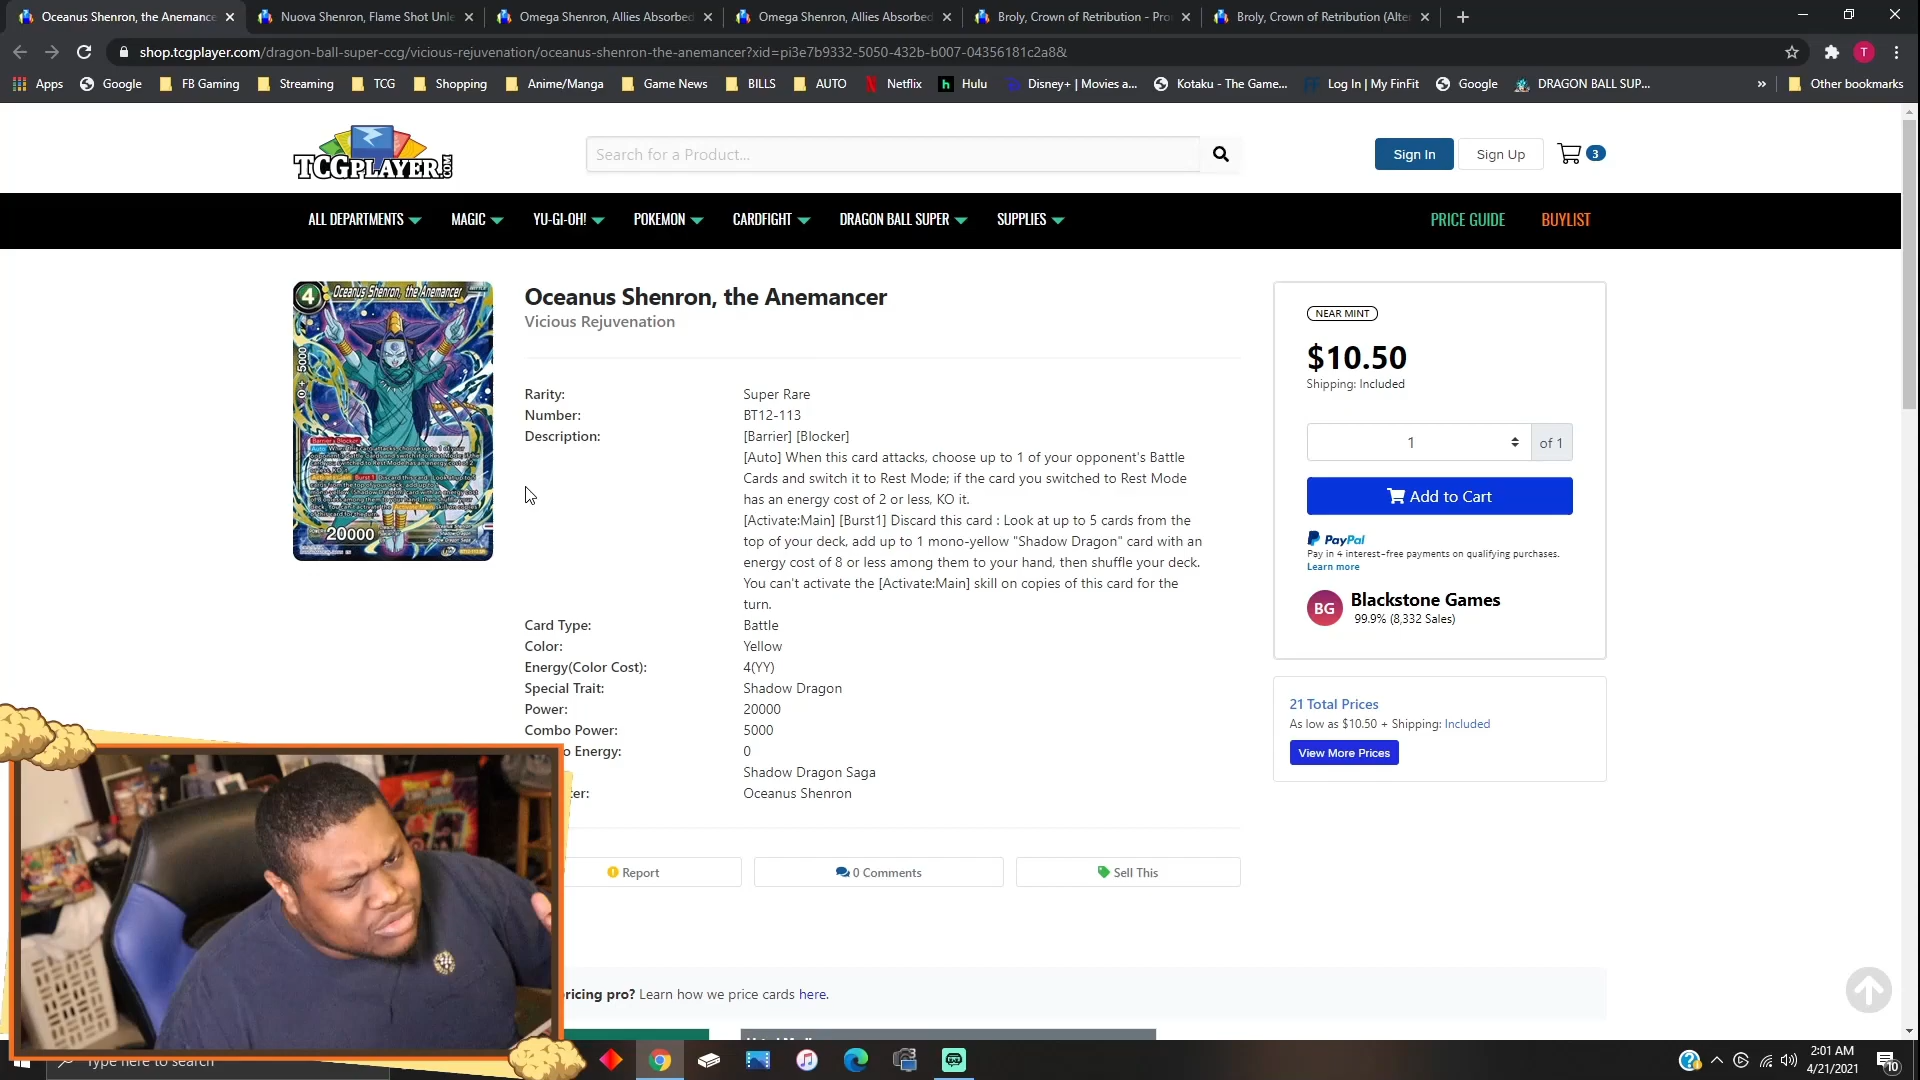 Oceanus Shenron, the Anemance
Nuova Shenron, Flame Shot Unle
Omega Shenron, Allies Absorbed
Omega Shenron, Allies Absorbed
Broly, Crown of Retribution - Pro
Broly, Crown of Retribution (Alter
shop.tcgplayer.com/dragon-ball-super-ccg/vicious-rejuvenation/oceanus-shenron-the-anemancer?xid=pi3e7b9332-5050-432b-b007-04356181c2a8&
T
Apps
Google
FB Gaming
Streaming
TCG
Shopping
Anime/Manga
Game News
BILLS
AUTO
Netflix
h Hulu
Disney+ | Movies a...
Kotaku - The Game...
Log In | My FinFit
Google
DRAGON BALL SUP...
»
Other bookmarks
TCGPLAYER.COM
Search for a Product...
Sign In
Sign Up
3
ALL DEPARTMENTS
MAGIC
YU-GI-OH!
POKEMON
CARDFIGHT
DRAGON BALL SUPER
SUPPLIES
PRICE GUIDE
BUYLIST
4 Oceanus Shenron, the Anemancer
0 + 5000
Barrier Blocker
20000
Oceanus Shenron, the Anemancer
Vicious Rejuvenation
Rarity: Super Rare
Number: BT12-113
Description: [Barrier] [Blocker]
[Auto] When this card attacks, choose up to 1 of your opponent's Battle
Cards and switch it to Rest Mode; if the card you switched to Rest Mode
has an energy cost of 2 or less, KO it.
[Activate:Main] [Burst1] Discard this card : Look at up to 5 cards from the
top of your deck, add up to 1 mono-yellow "Shadow Dragon" card with an
energy cost of 8 or less among them to your hand, then shuffle your deck.
You can't activate the [Activate:Main] skill on copies of this card for the
turn.
Card Type: Battle
Color: Yellow
Energy(Color Cost): 4(YY)
Special Trait: Shadow Dragon
Power: 20000
Combo Power: 5000
o Energy: 0
Shadow Dragon Saga
ter: Oceanus Shenron
Report
0 Comments
Sell This
NEAR MINT
$10.50
Shipping: Included
1 of 1
Add to Cart
PayPal
Pay in 4 interest-free payments on qualifying purchases.
Learn more
BG
Blackstone Games
99.9% (8,332 Sales)
21 Total Prices
As low as $10.50 + Shipping: Included
View More Prices
ricing pro? Learn how we price cards here.
Type here to search
2:01 AM
4/21/2021
10